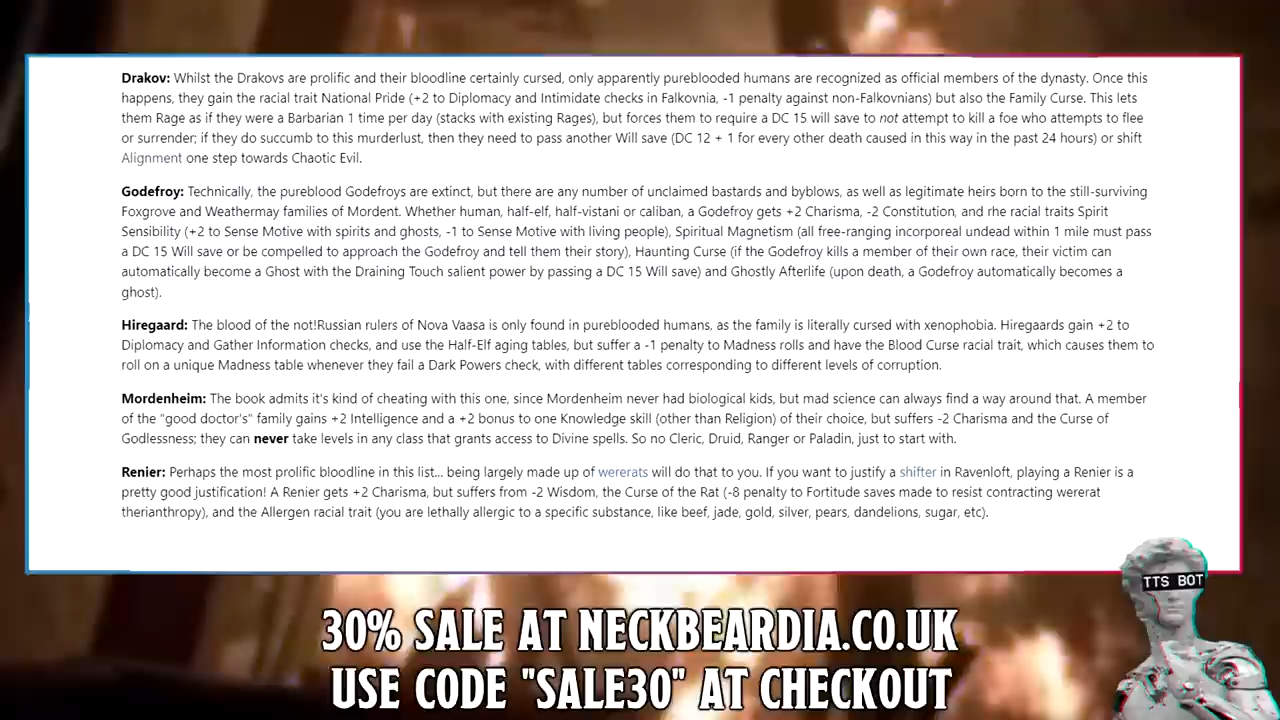 Drakov: Whilst the Drakovs are prolific and their bloodline certainly cursed, only apparently pureblooded humans are recognized as official members of the dynasty. Once this
happens, they gain the racial trait National Pride (+2 to Diplomacy and Intimidate checks in Falkovnia, -1 penalty against non-Falkovnians) but also the Family Curse. This lets
them Rage as if they were a Barbarian 1 time per day (stacks with existing Rages), but forces them to require a DC 15 will save to not attempt to kill a foe who attempts to flee
or surrender; if they do succumb to this murderlust, then they need to pass another Will save (DC 12 + 1 for every other death caused in this way in the past 24 hours) or shift
Alignment one step towards Chaotic Evil.
Godefroy: Technically, the pureblood Godefroys are extinct, but there are any number of unclaimed bastards and byblows, as well as legitimate heirs born to the still-surviving
Foxgrove and Weathermay families of Mordent. Whether human, half-elf, half-vistani or caliban, a Godefroy gets +2 Charisma, -2 Constitution, and rhe racial traits Spirit
Sensibility (+2 to Sense Motive with spirits and ghosts, -1 to Sense Motive with living people), Spiritual Magnetism (all free-ranging incorporeal undead within 1 mile must pass
a DC 15 Will save or be compelled to approach the Godefroy and tell them their story), Haunting Curse (if the Godefroy kills a member of their own race, their victim can
automatically become a Ghost with the Draining Touch salient power by passing a DC 15 Will save) and Ghostly Afterlife (upon death, a Godefroy automatically becomes a
ghost).
Hiregaard: The blood of the not!Russian rulers of Nova Vaasa is only found in pureblooded humans, as the family is literally cursed with xenophobia. Hiregaards gain +2 to
Diplomacy and Gather Information checks, and use the Half-Elf aging tables, but suffer a -1 penalty to Madness rolls and have the Blood Curse racial trait, which causes them to
roll on a unique Madness table whenever they fail a Dark Powers check, with different tables corresponding to different levels of corruption.
Mordenheim: The book admits it's kind of cheating with this one, since Mordenheim never had biological kids, but mad science can always find a way around that. A member
of the "good doctor's" family gains +2 Intelligence and a +2 bonus to one Knowledge skill (other than Religion) of their choice, but suffers -2 Charisma and the Curse of
Godlessness; they can never take levels in any class that grants access to Divine spells. So no Cleric, Druid, Ranger or Paladin, just to start with.
Renier: Perhaps the most prolific bloodline in this list... being largely made up of wererats will do that to you. If you want to justify a shifter in Ravenloft, playing a Renier is a
pretty good justification! A Renier gets +2 Charisma, but suffers from -2 Wisdom, the Curse of the Rat (-8 penalty to Fortitude saves made to resist contracting wererat
therianthropy), and the Allergen racial trait (you are lethally allergic to a specific substance, like beef, jade, gold, silver, pears, dandelions, sugar, etc).
TTS BOT
30% SALE AT NECKBEARDIA.CO.UK
USE CODE "SALE30" AT CHECKOUT